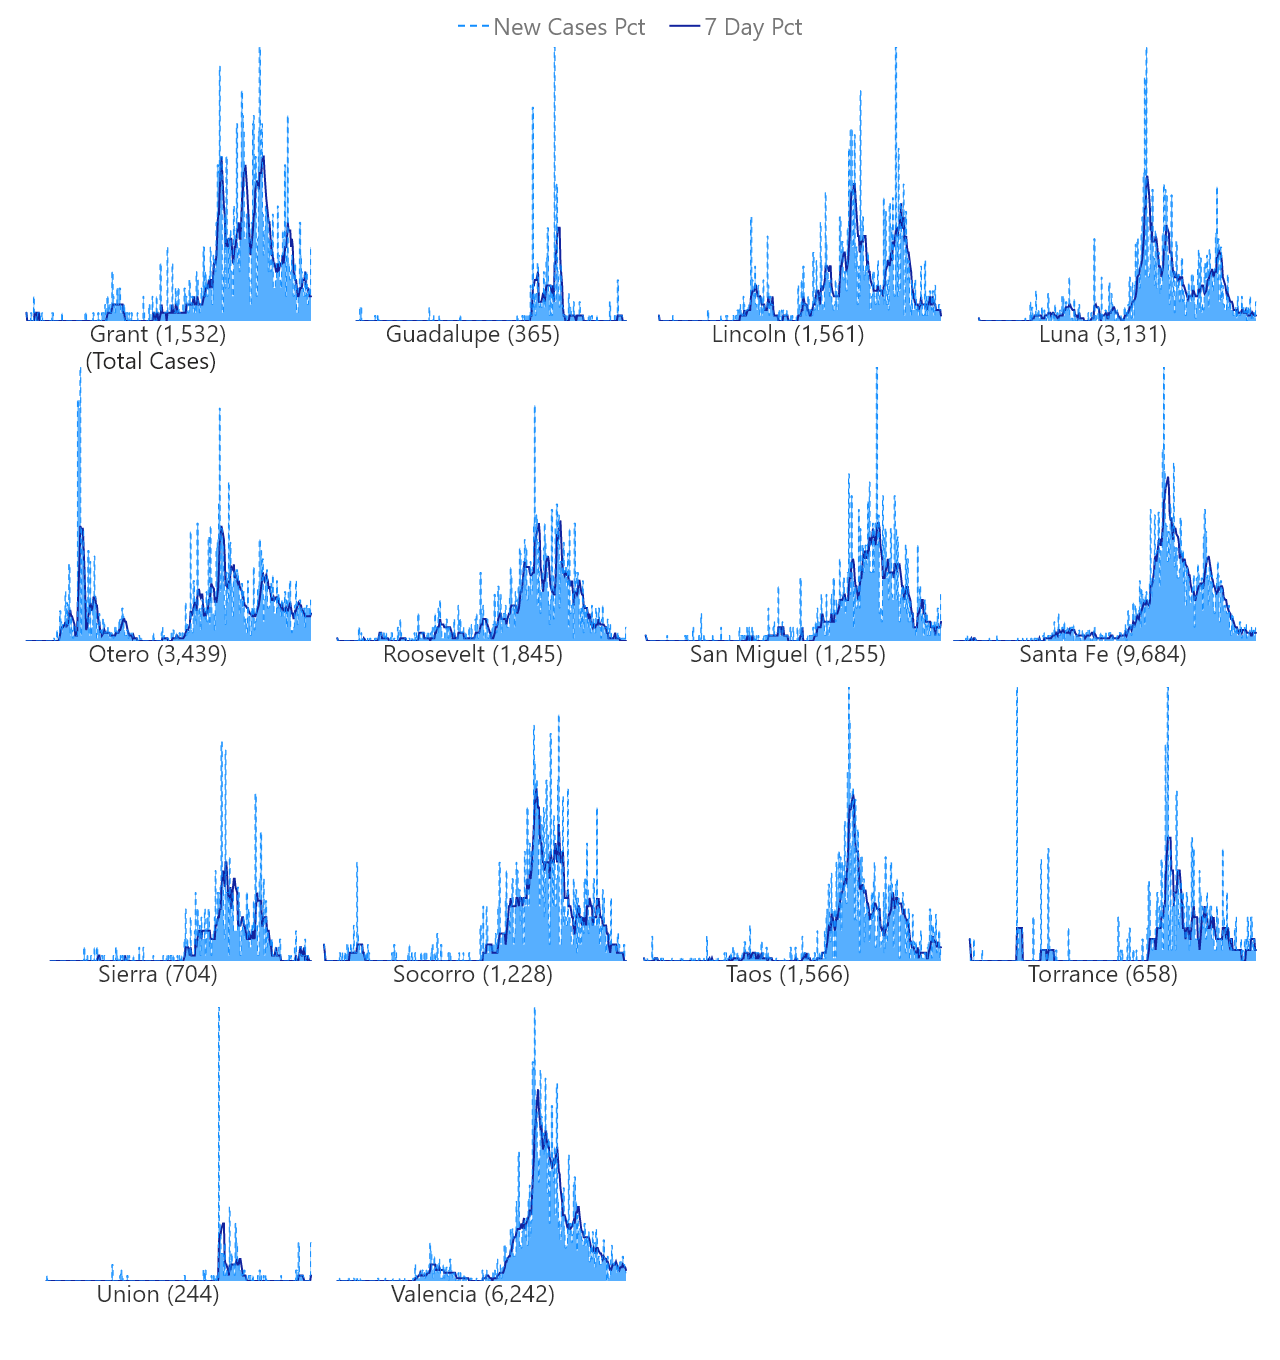 New Cases Pct 7 Day Pct
Grant (1,532)
(Total Cases)
Guadalupe (365)
Lincoln (1,561)
Luna (3,131)
Otero (3,439)
Roosevelt (1,845)
San Miguel (1,255)
Santa Fe (9,684)
Sierra (704)
Socorro (1,228)
Taos (1,566)
Torrance (658)
Union (244)
Valencia (6,242)